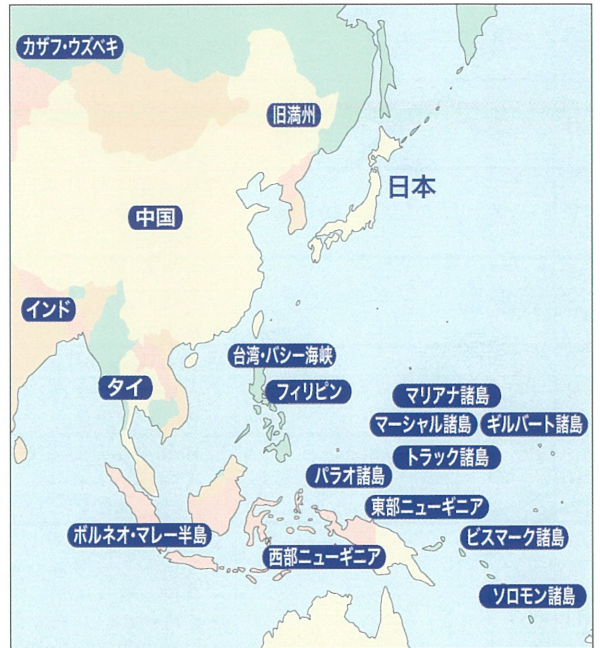 カザフ・ウズベキ
旧満州
日本
中国
インド
台湾・バシー海峡
タイ
フィリピン
マリアナ諸島
マーシャル諸島
ギルバート諸島
トラック諸島
パラオ諸島
東部ニューギニア
ボルネオ・マレー半島
ビスマーク諸島
西部ニューギニア
ソロモン諸島